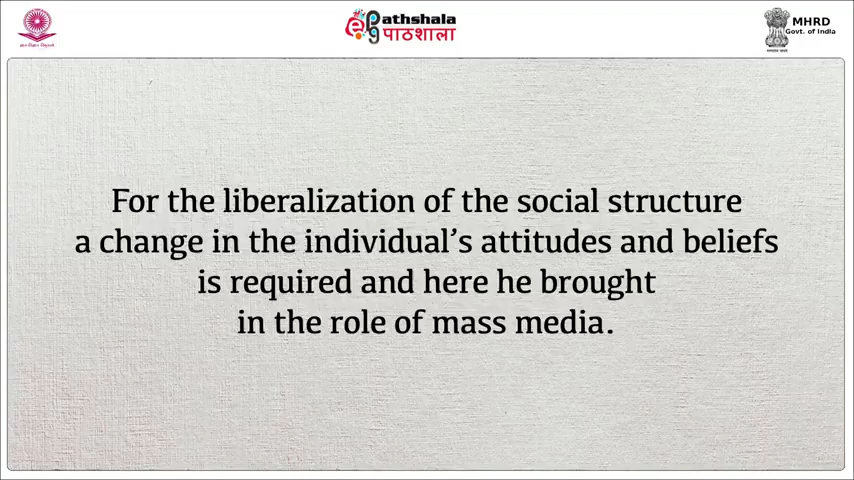 ePathshala
पाठशाला
MHRD
Govt. of India
For the liberalization of the social structure
a change in the individual’s attitudes and beliefs
is required and here he brought
in the role of mass media.